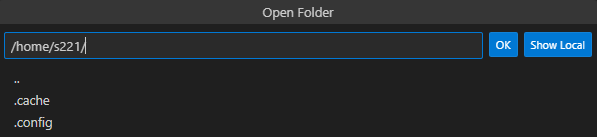 Open Folder
/home/s221/
OK
Show Local
..
.cache
.config